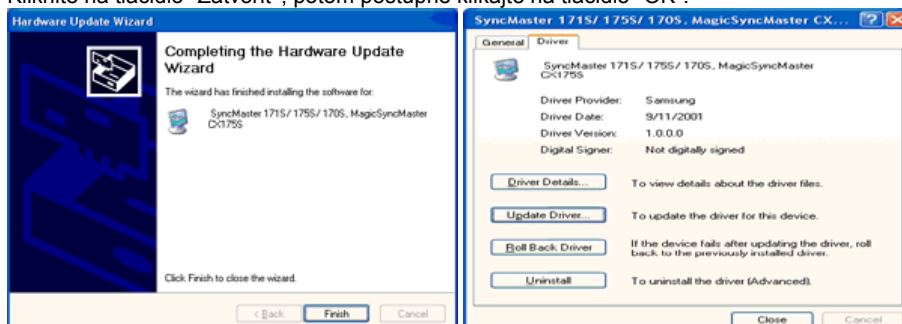 Kliknite na tlačidlo "Zatvoriť", potom postupne klikajte na tlačidlo "OK".
Hardware Update Wizard
Completing the Hardware Update
Wizard
The wizard has finished installing the software for:
SyncMaster 171S/ 175S/ 170S, MagicSyncMaster
CX175S
Click Finish to close the wizard.
< Back
Finish
Cancel
SyncMaster 171S/ 175S/ 170S, MagicSyncMaster CX...
General
Driver
SyncMaster 171S/ 175S/ 170S, MagicSyncMaster
CX175S
Driver Provider: Samsung
Driver Date: 9/11/2001
Driver Version: 1.0.0.0
Digital Signer: Not digitally signed
Driver Details... To view details about the driver files.
Update Driver... To update the driver for this device.
Roll Back Driver If the device fails after updating the driver, roll
back to the previously installed driver.
Uninstall To uninstall the driver (Advanced).
Close
Cancel